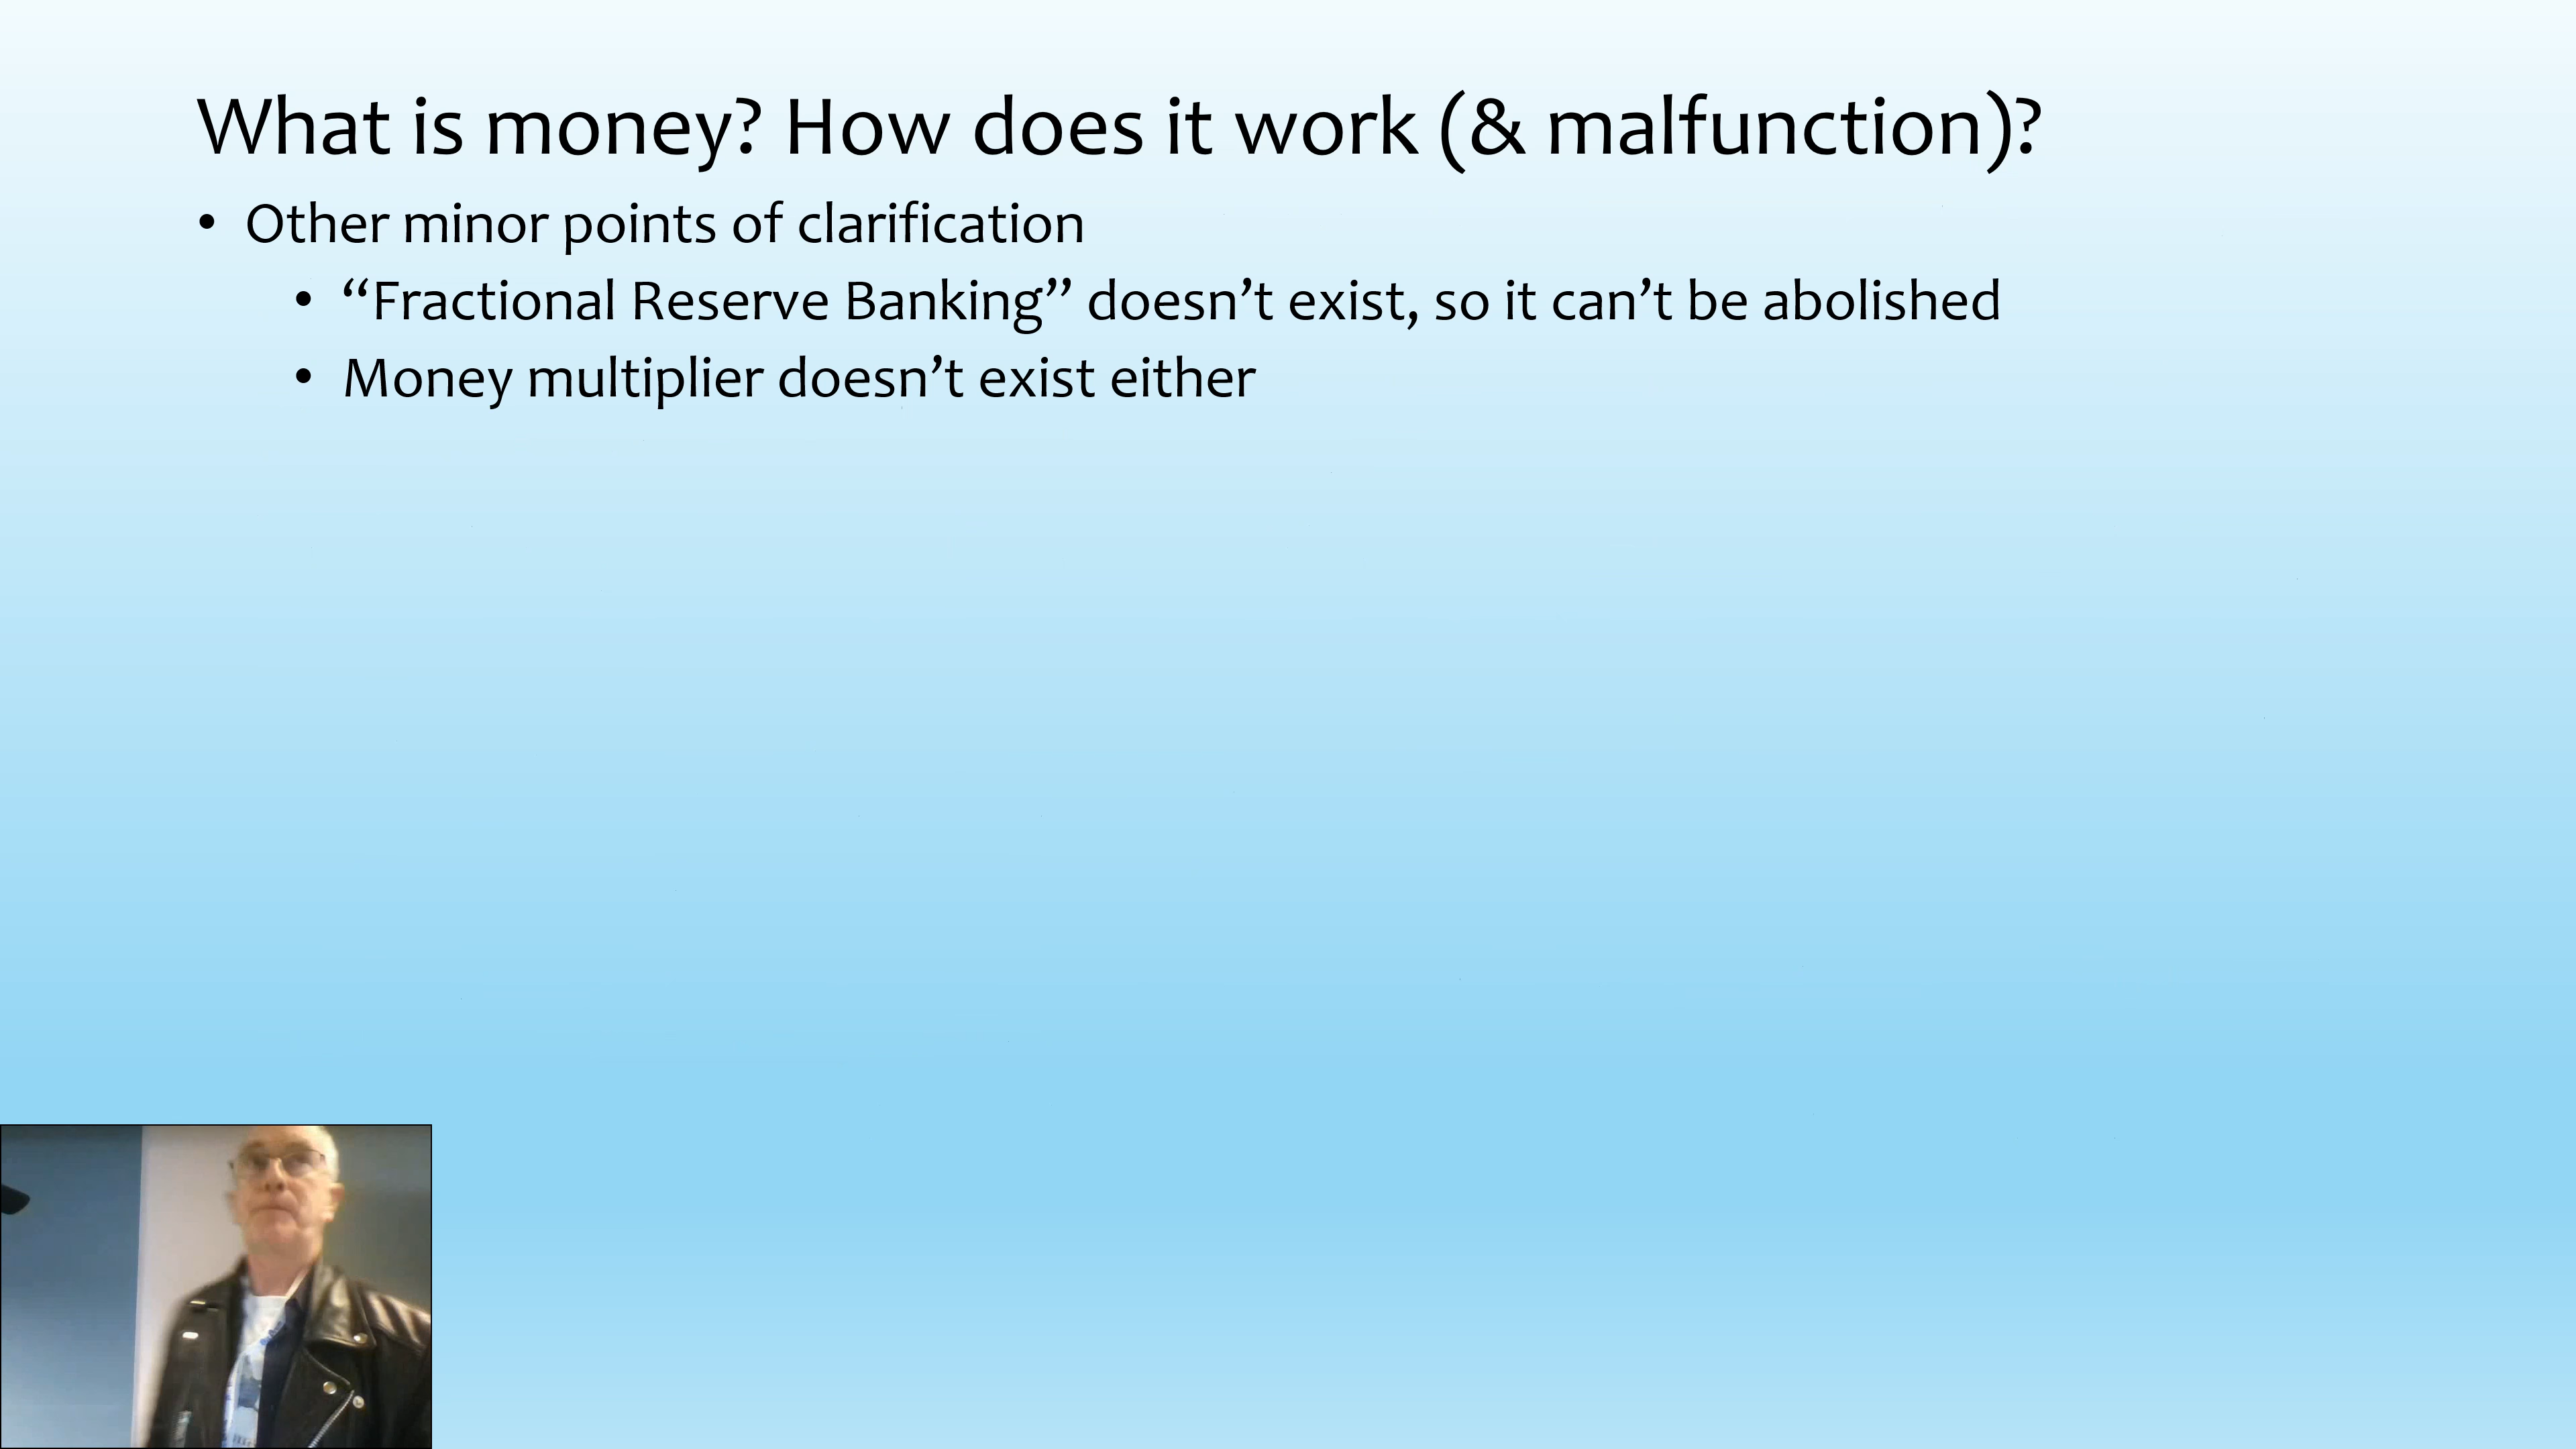 What is money? How does it work (& malfunction)?
• Other minor points of clarification
• “Fractional Reserve Banking” doesn’t exist, so it can’t be abolished
• Money multiplier doesn’t exist either